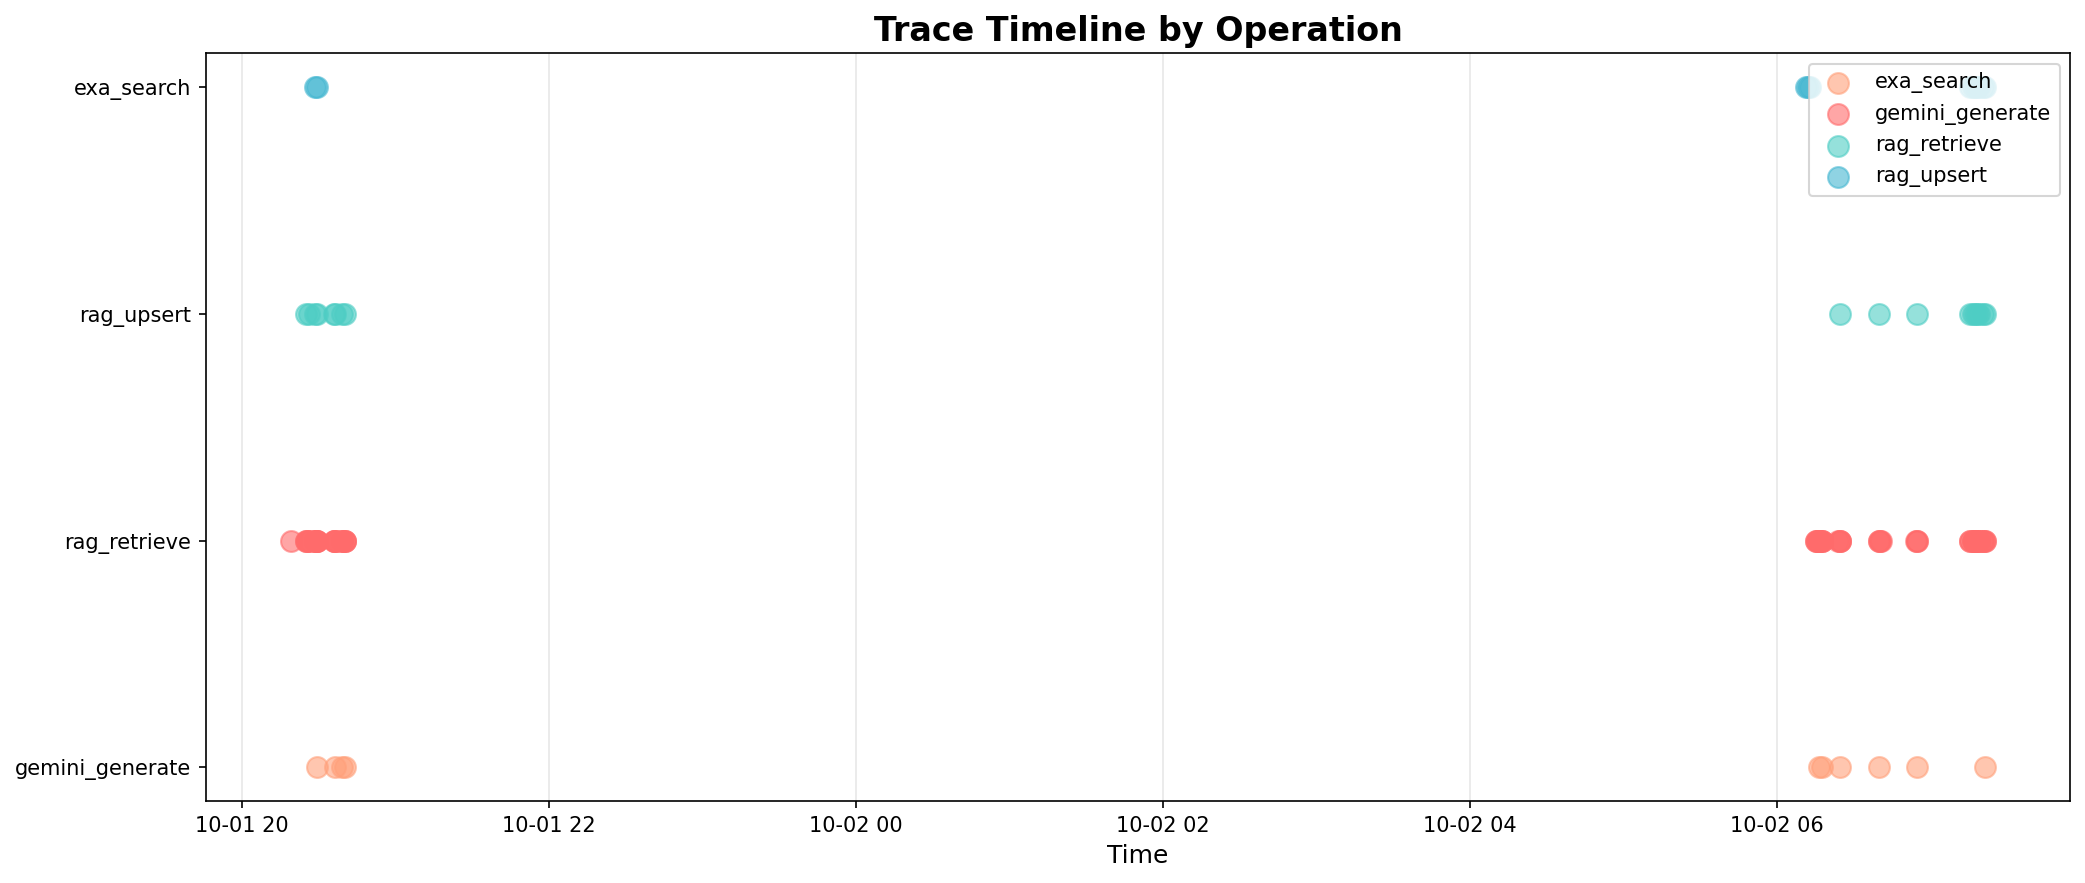 Trace Timeline by Operation
exa_search
rag_upsert
rag_retrieve
gemini_generate
exa_search
gemini_generate
rag_retrieve
rag_upsert
10-01 20
10-01 22
10-02 00
10-02 02
10-02 04
10-02 06
Time